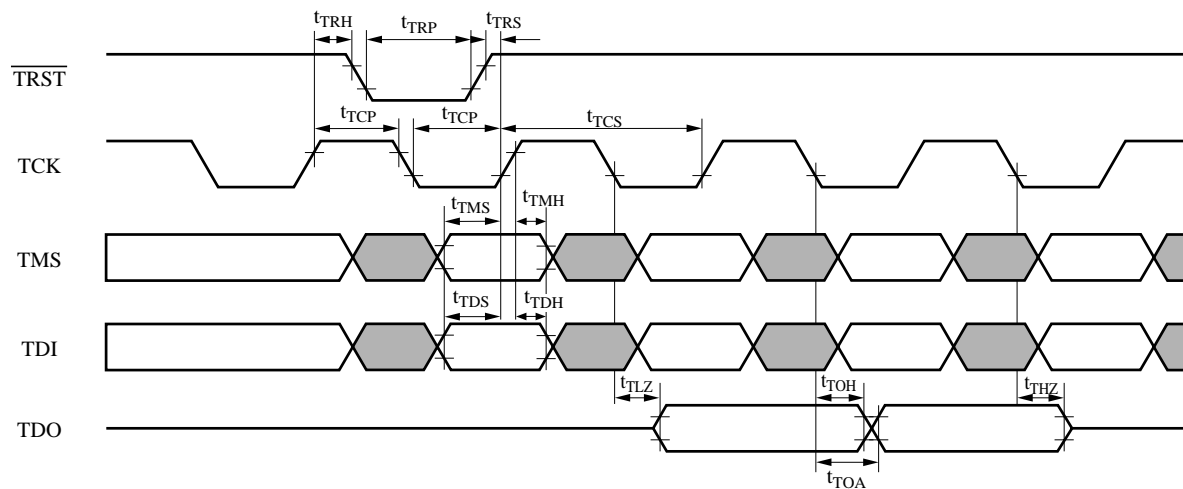 tTRH tTRP tTRS
TRST
tTCP tTCP tTCS
TCK
tTMS tTMH
TMS
tTDS tTDH
TDI
tTLZ tTOH tTHZ
TDO
tTOA